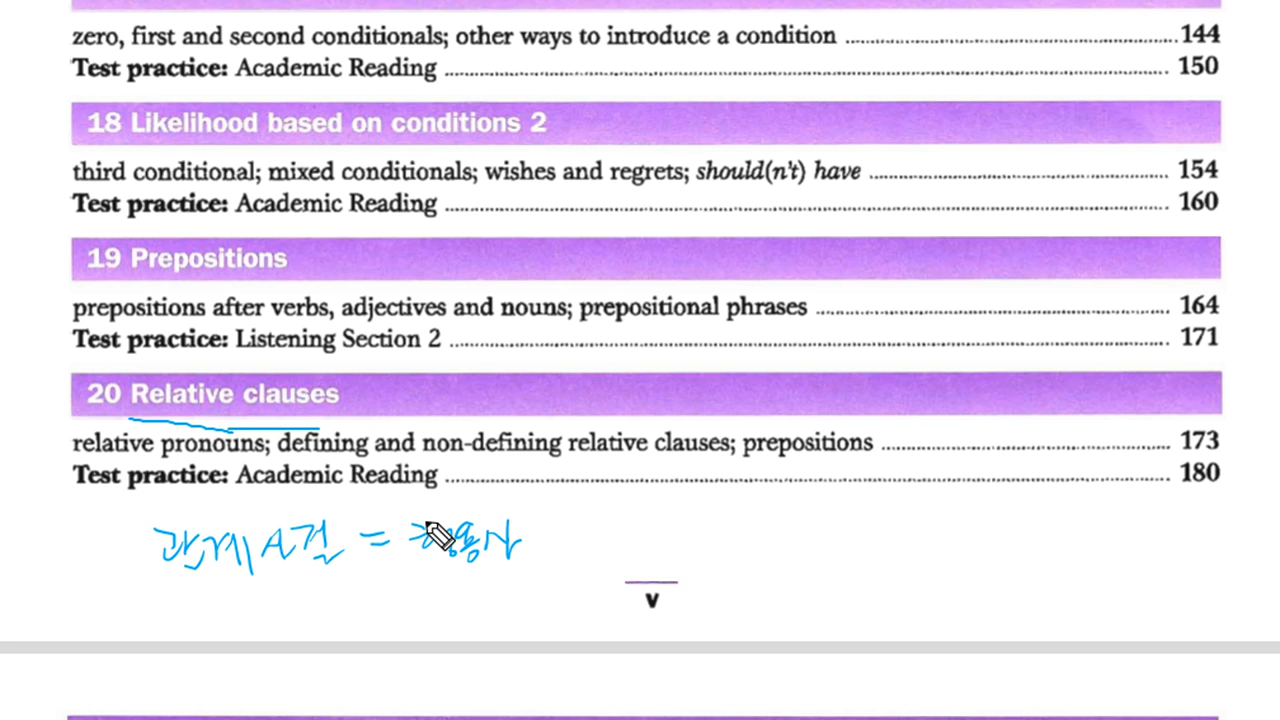 zero, first and second conditionals; other ways to introduce a condition ........ 144
Test practice: Academic Reading ........ 150
18 Likelihood based on conditions 2
third conditional; mixed conditionals; wishes and regrets; should(n't) have ........ 154
Test practice: Academic Reading ........ 160
19 Prepositions
prepositions after verbs, adjectives and nouns; prepositional phrases ........ 164
Test practice: Listening Section 2 ........ 171
20 Relative clauses
relative pronouns; defining and non-defining relative clauses; prepositions ........ 173
Test practice: Academic Reading ........ 180
관계사절 = 형용사
v